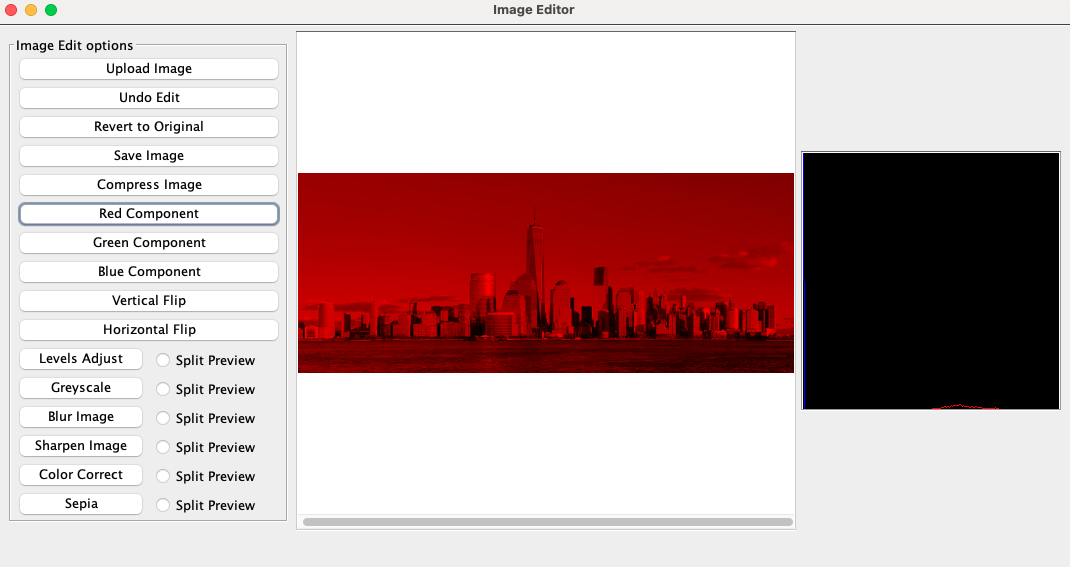 Image Editor
Image Edit options
Upload Image
Undo Edit
Revert to Original
Save Image
Compress Image
Red Component
Green Component
Blue Component
Vertical Flip
Horizontal Flip
Levels Adjust Split Preview
Greyscale Split Preview
Blur Image Split Preview
Sharpen Image Split Preview
Color Correct Split Preview
Sepia Split Preview